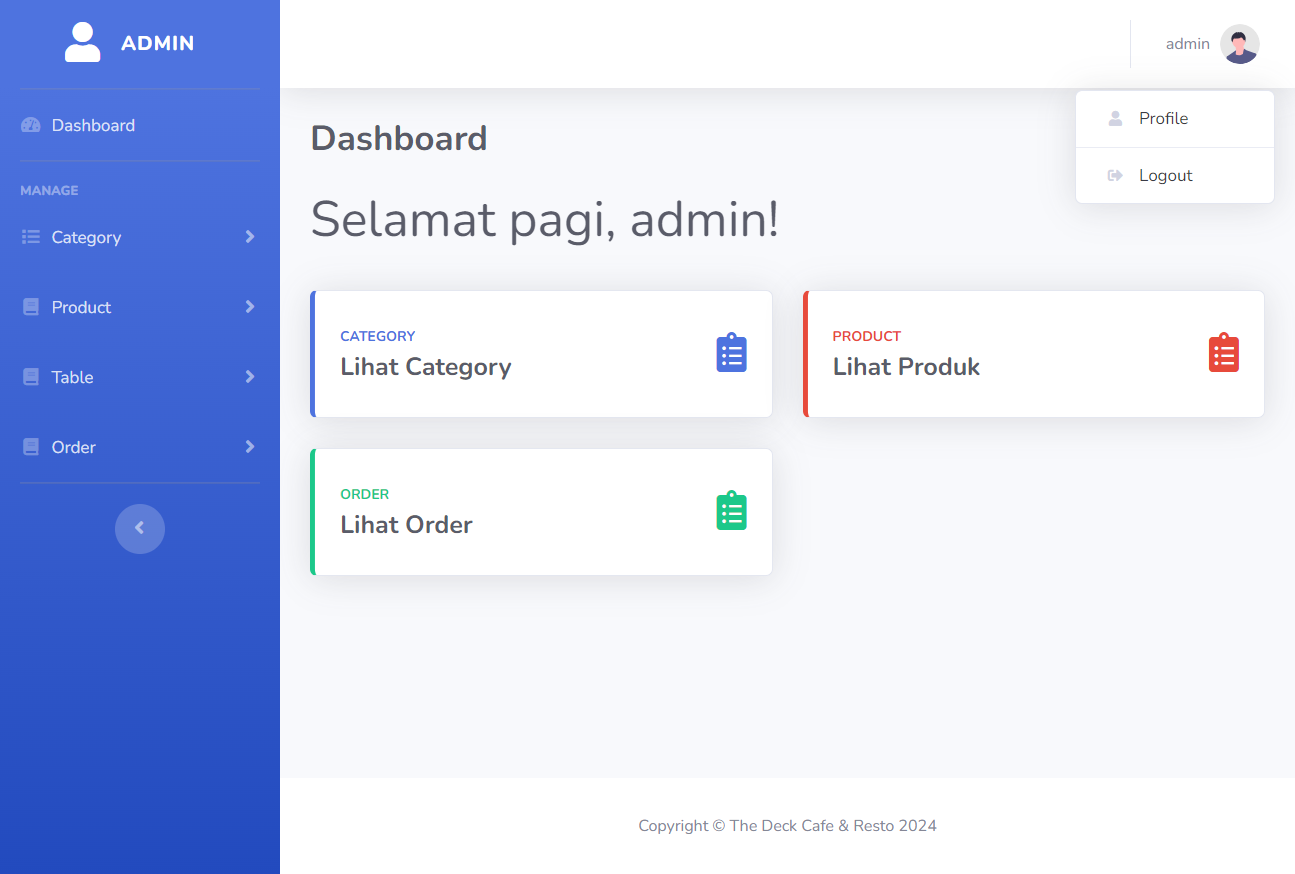 ADMIN
Dashboard
MANAGE
Category
Product
Table
Order
admin
Profile
Logout
Dashboard
Selamat pagi, admin!
CATEGORY
Lihat Category
PRODUCT
Lihat Produk
ORDER
Lihat Order
Copyright © The Deck Cafe & Resto 2024